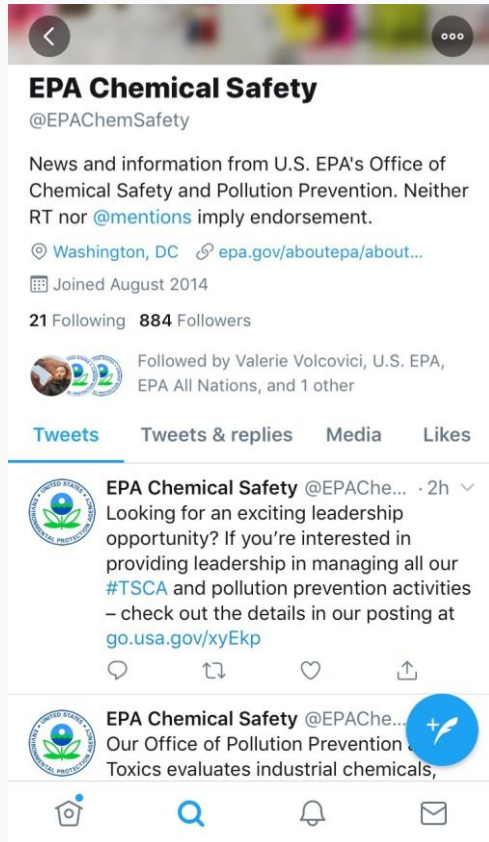 EPA Chemical Safety
@EPAChemSafety
News and information from U.S. EPA's Office of
Chemical Safety and Pollution Prevention. Neither
RT nor @mentions imply endorsement.
Washington, DC epa.gov/aboutepa/about...
Joined August 2014
21 Following 884 Followers
Followed by Valerie Volcovici, U.S. EPA,
EPA All Nations, and 1 other
Tweets Tweets & replies Media Likes
EPA Chemical Safety @EPAChe... · 2h
Looking for an exciting leadership
opportunity? If you’re interested in
providing leadership in managing all our
#TSCA and pollution prevention activities
– check out the details in our posting at
go.usa.gov/xyEkp
EPA Chemical Safety @EPAChe...
Our Office of Pollution Prevention
Toxics evaluates industrial chemicals,